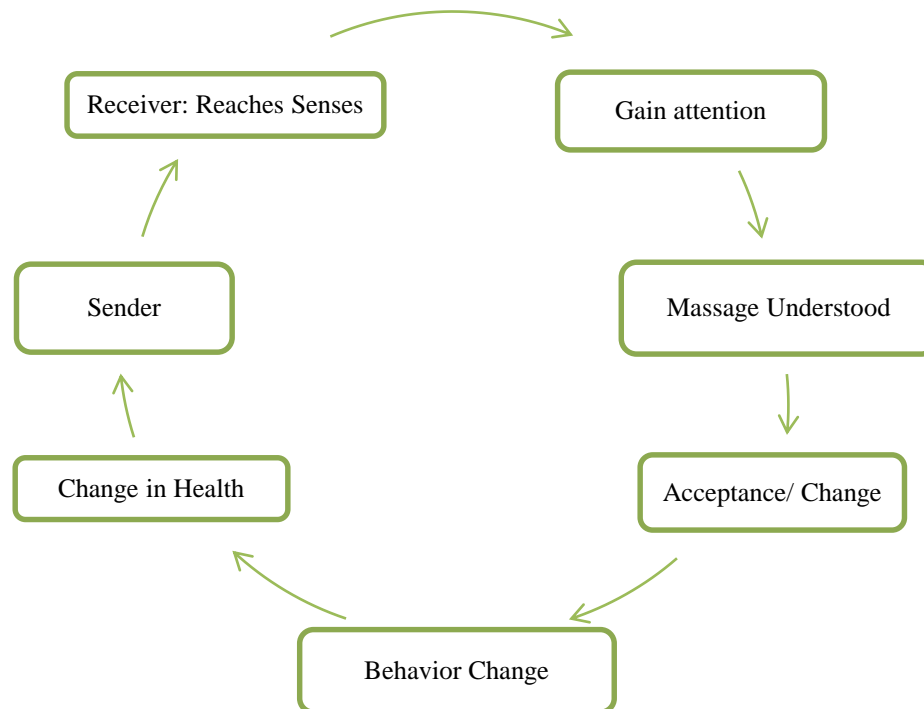 Receiver: Reaches Senses
Gain attention
Sender
Massage Understood
Change in Health
Acceptance/ Change
Behavior Change